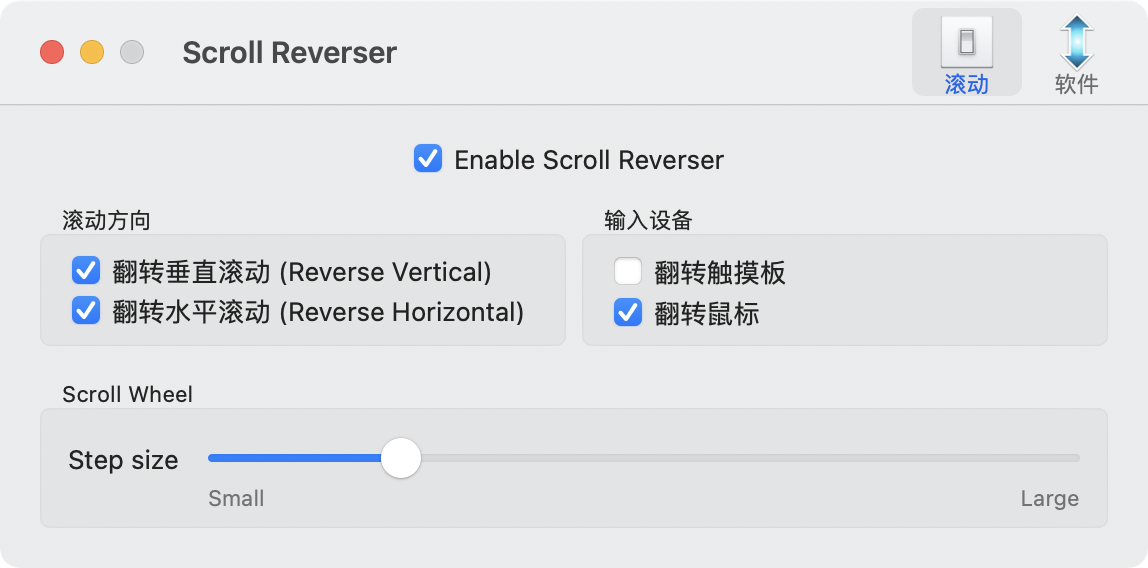 Scroll Reverser
滚动
软件
Enable Scroll Reverser
滚动方向
翻转垂直滚动 (Reverse Vertical)
翻转水平滚动 (Reverse Horizontal)
输入设备
翻转触摸板
翻转鼠标
Scroll Wheel
Step size
Small
Large